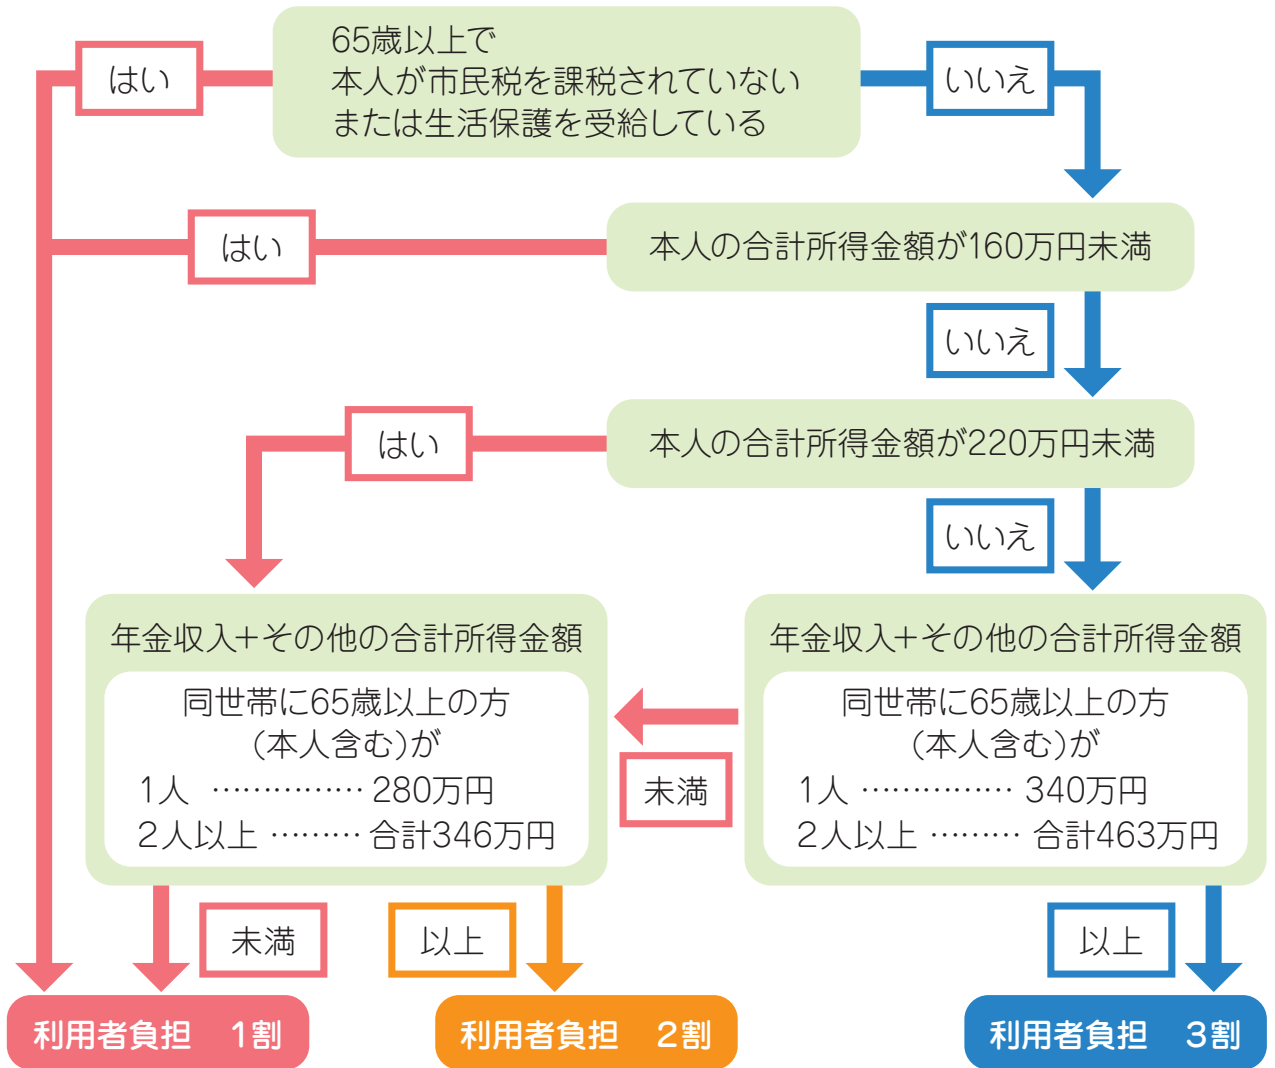 65歳以上で
本人が市民税を課税されていない
または生活保護を受給している
はい
いいえ
本人の合計所得金額が160万円未満
はい
いいえ
本人の合計所得金額が220万円未満
はい
いいえ
年金収入+その他の合計所得金額
同世帯に65歳以上の方
(本人含む)が
1人 …………… 280万円
2人以上 ……… 合計346万円
未満
年金収入+その他の合計所得金額
同世帯に65歳以上の方
(本人含む)が
1人 …………… 340万円
2人以上 ……… 合計463万円
未満
以上
以上
利用者負担 1割
利用者負担 2割
利用者負担 3割